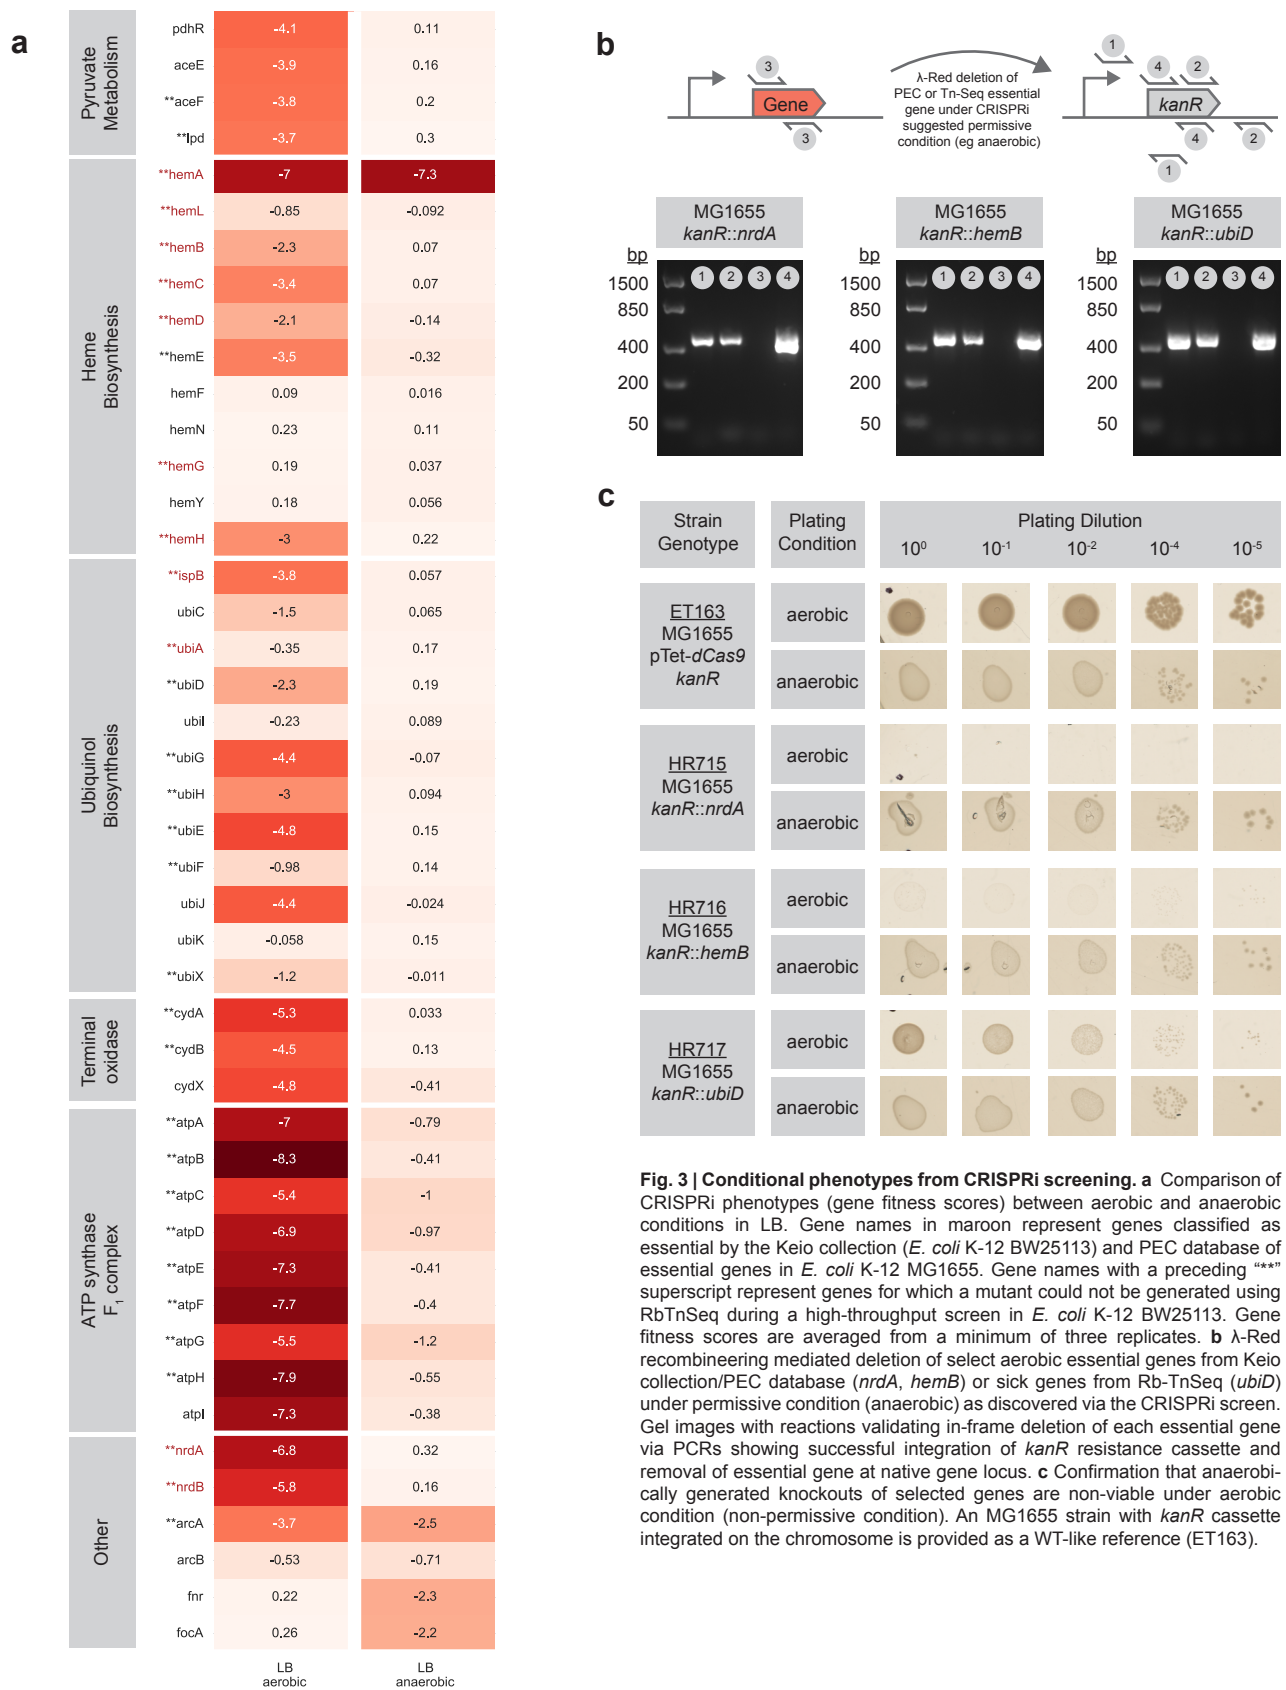 a
Pyruvate
Metabolism
pdhR -4.1 0.11
aceE -3.9 0.16
**aceF -3.8 0.2
**lpd -3.7 0.3
Heme
Biosynthesis
**hemA -7 -7.3
**hemL -0.85 -0.092
**hemB -2.3 0.07
**hemC -3.4 0.07
**hemD -2.1 -0.14
**hemE -3.5 -0.32
hemF 0.09 0.016
hemN 0.23 0.11
**hemG 0.19 0.037
hemY 0.18 0.056
**hemH -3 0.22
Ubiquinol
Biosynthesis
**ispB -3.8 0.057
ubiC -1.5 0.065
**ubiA -0.35 0.17
**ubiD -2.3 0.19
ubiI -0.23 0.089
**ubiG -4.4 -0.07
**ubiH -3 0.094
**ubiE -4.8 0.15
**ubiF -0.98 0.14
ubiJ -4.4 -0.024
ubiK -0.058 0.15
**ubiX -1.2 -0.011
Terminal
oxidase
**cydA -5.3 0.033
**cydB -4.5 0.13
cydX -4.8 -0.41
ATP synthase
F1 complex
**atpA -7 -0.79
**atpB -8.3 -0.41
**atpC -5.4 -1
**atpD -6.9 -0.97
**atpE -7.3 -0.41
**atpF -7.7 -0.4
**atpG -5.5 -1.2
**atpH -7.9 -0.55
atpI -7.3 -0.38
Other
**nrdA -6.8 0.32
**nrdB -5.8 0.16
**arcA -3.7 -2.5
arcB -0.53 -0.71
fnr 0.22 -2.3
focA 0.26 -2.2
LB
aerobic
LB
anaerobic
b
3
Gene
3
λ-Red deletion of
PEC or Tn-Seq essential
gene under CRISPRi
suggested permissive
condition (eg anaerobic)
1
4 2
kanR
4 2
1
MG1655
kanR::nrdA
bp
1 2 3 4
1500
850
400
200
50
MG1655
kanR::hemB
bp
1 2 3 4
1500
850
400
200
50
MG1655
kanR::ubiD
bp
1 2 3 4
1500
850
400
200
50
c
Strain
Genotype
Plating
Condition
Plating Dilution
10⁰ 10⁻¹ 10⁻² 10⁻⁴ 10⁻⁵
ET163
MG1655
pTet-dCas9
kanR
aerobic
anaerobic
HR715
MG1655
kanR::nrdA
aerobic
anaerobic
HR716
MG1655
kanR::hemB
aerobic
anaerobic
HR717
MG1655
kanR::ubiD
aerobic
anaerobic
Fig. 3 | Conditional phenotypes from CRISPRi screening. a Comparison of
CRISPRi phenotypes (gene fitness scores) between aerobic and anaerobic
conditions in LB. Gene names in maroon represent genes classified as
essential by the Keio collection (E. coli K-12 BW25113) and PEC database of
essential genes in E. coli K-12 MG1655. Gene names with a preceding “**”
superscript represent genes for which a mutant could not be generated using
RbTnSeq during a high-throughput screen in E. coli K-12 BW25113. Gene
fitness scores are averaged from a minimum of three replicates. b λ-Red
recombineering mediated deletion of select aerobic essential genes from Keio
collection/PEC database (nrdA, hemB) or sick genes from Rb-TnSeq (ubiD)
under permissive condition (anaerobic) as discovered via the CRISPRi screen.
Gel images with reactions validating in-frame deletion of each essential gene
via PCRs showing successful integration of kanR resistance cassette and
removal of essential gene at native gene locus. c Confirmation that anaerobi-
cally generated knockouts of selected genes are non-viable under aerobic
condition (non-permissive condition). An MG1655 strain with kanR cassette
integrated on the chromosome is provided as a WT-like reference (ET163).